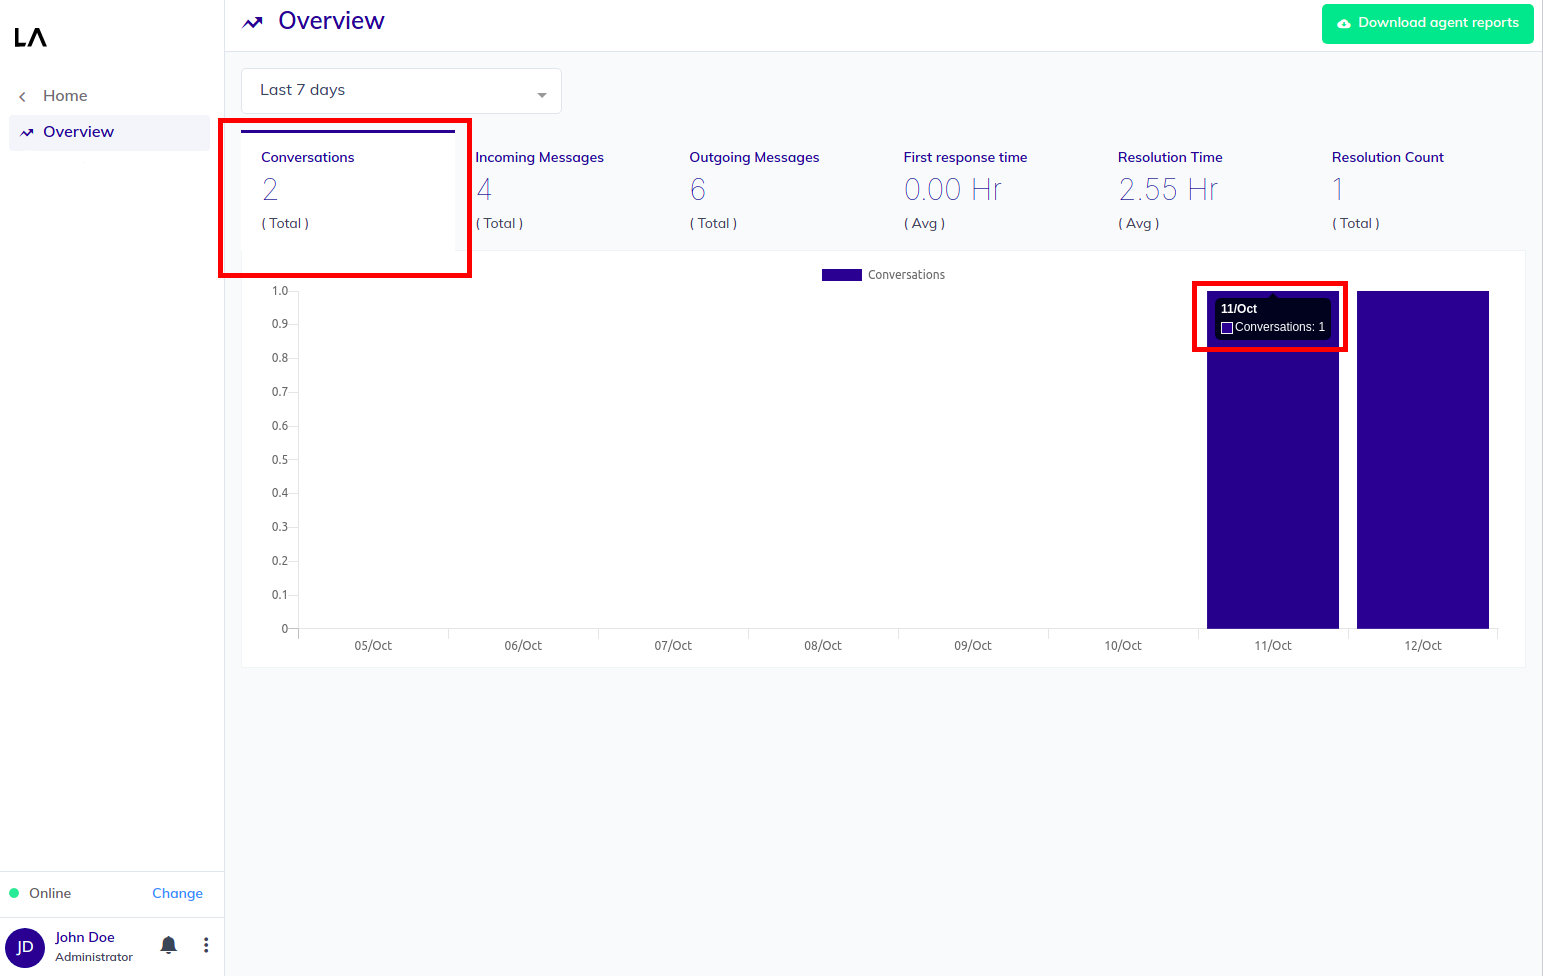 LA
Home
Overview
Overview
Download agent reports
Last 7 days
Conversations
2
( Total )
Incoming Messages
4
( Total )
Outgoing Messages
6
( Total )
First response time
0.00 Hr
( Avg )
Resolution Time
2.55 Hr
( Avg )
Resolution Count
1
( Total )
Conversations
1.0
0.9
0.8
0.7
0.6
0.5
0.4
0.3
0.2
0.1
0
11/Oct
Conversations: 1
05/Oct
06/Oct
07/Oct
08/Oct
09/Oct
10/Oct
11/Oct
12/Oct
Online
Change
JD
John Doe
Administrator